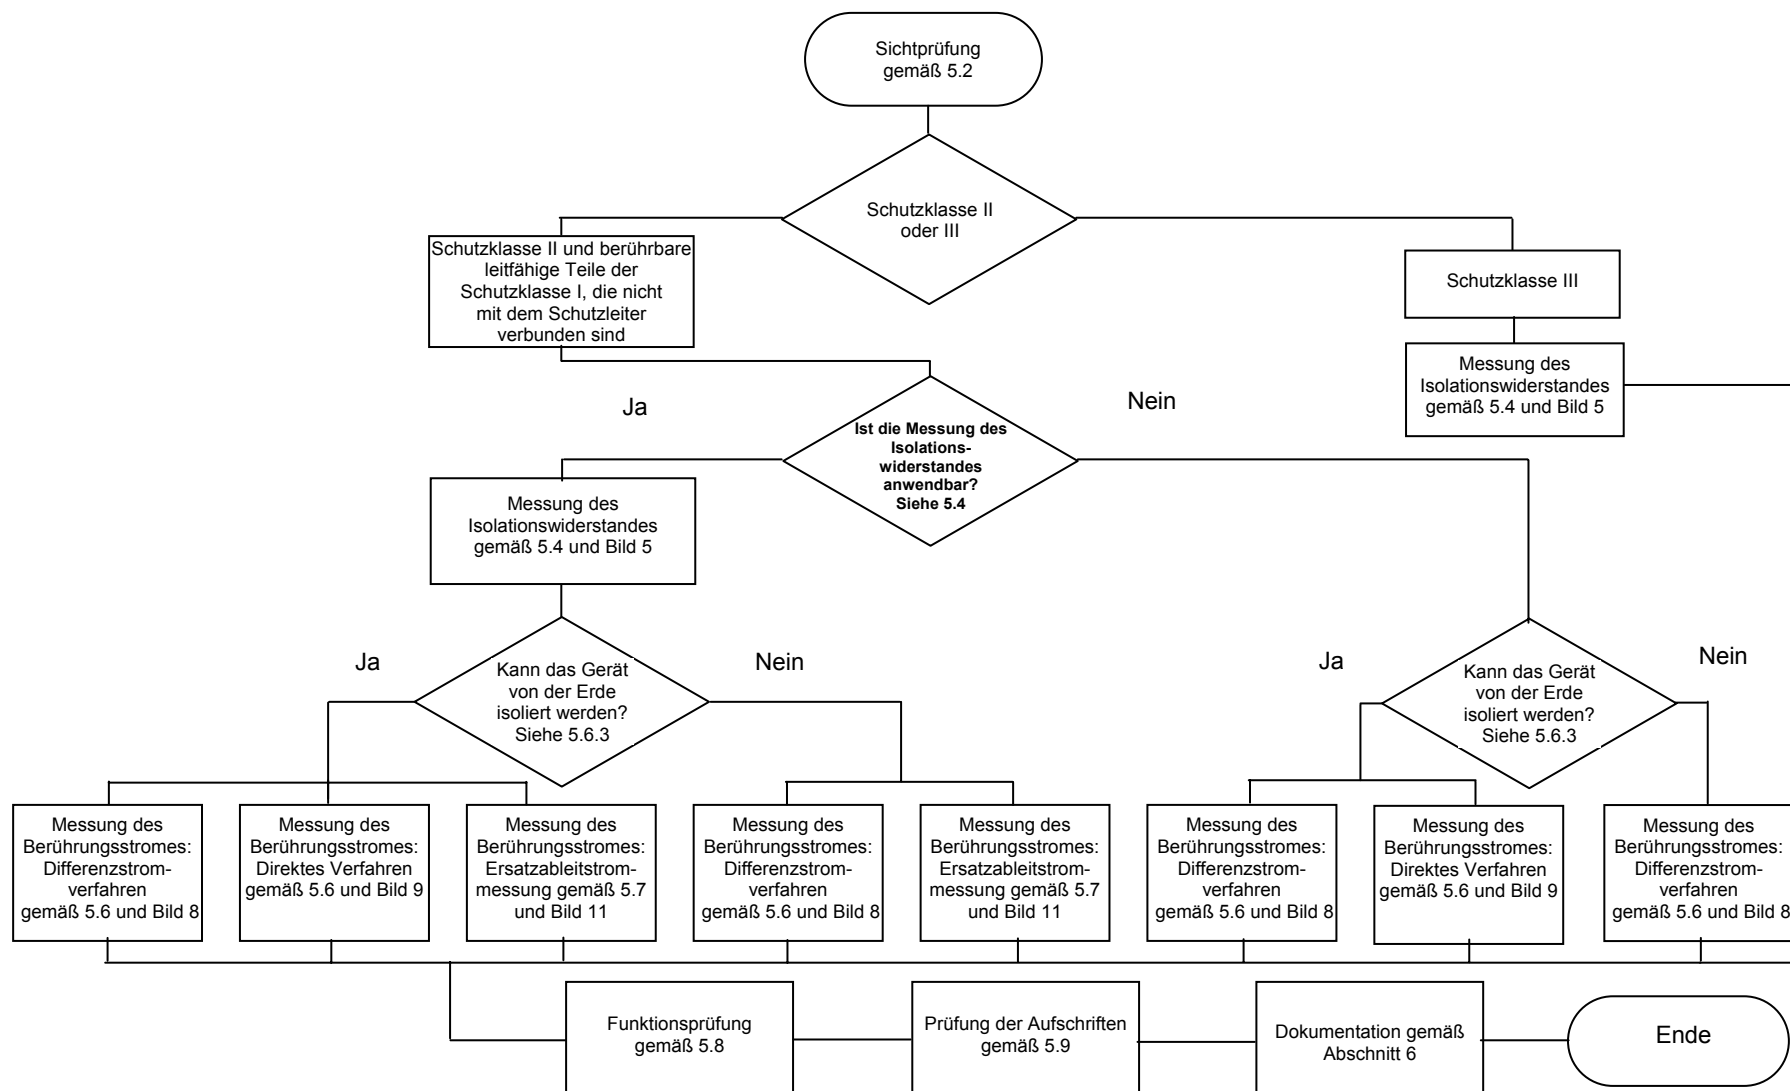 Sichtprüfung
gemäß 5.2
Schutzklasse II
oder III
Schutzklasse II und berührbare
leitfähige Teile der
Schutzklasse I, die nicht
mit dem Schutzleiter
verbunden sind
Schutzklasse III
Messung des
Isolationswiderstandes
gemäß 5.4 und Bild 5
Ja
Nein
Ist die Messung des
Isolations-
widerstandes
anwendbar?
Siehe 5.4
Messung des
Isolationswiderstandes
gemäß 5.4 und Bild 5
Ja
Nein
Kann das Gerät
von der Erde
isoliert werden?
Siehe 5.6.3
Ja
Nein
Kann das Gerät
von der Erde
isoliert werden?
Siehe 5.6.3
Messung des
Berührungsstromes:
Differenzstrom-
verfahren
gemäß 5.6 und Bild 8
Messung des
Berührungsstromes:
Direktes Verfahren
gemäß 5.6 und Bild 9
Messung des
Berührungsstromes:
Ersatzableitstrom-
messung gemäß 5.7
und Bild 11
Messung des
Berührungsstromes:
Differenzstrom-
verfahren
gemäß 5.6 und Bild 8
Messung des
Berührungsstromes:
Ersatzableitstrom-
messung gemäß 5.7
und Bild 11
Messung des
Berührungsstromes:
Differenzstrom-
verfahren
gemäß 5.6 und Bild 8
Messung des
Berührungsstromes:
Direktes Verfahren
gemäß 5.6 und Bild 9
Messung des
Berührungsstromes:
Differenzstrom-
verfahren
gemäß 5.6 und Bild 8
Funktionsprüfung
gemäß 5.8
Prüfung der Aufschriften
gemäß 5.9
Dokumentation gemäß
Abschnitt 6
Ende